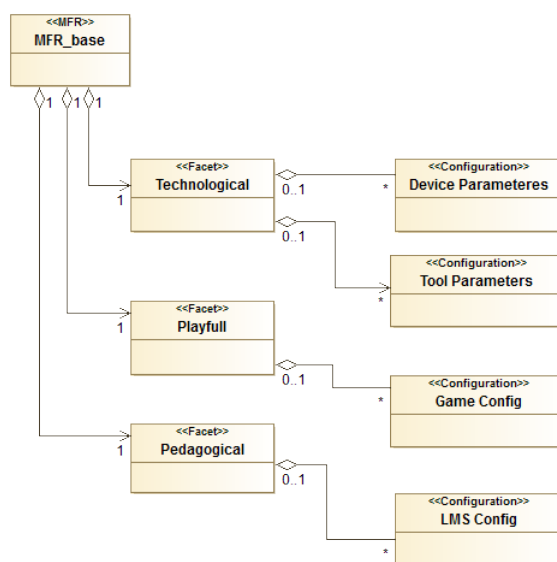 <<MFR>>
MFR_base
1 1 1
<<Facet>>
Technological
1
0..1
0..1
<<Configuration>>
Device Parameteres
*
<<Configuration>>
Tool Parameters
*
<<Facet>>
Playfull
1
0..1
<<Configuration>>
Game Config
*
<<Facet>>
Pedagogical
1
0..1
<<Configuration>>
LMS Config
*